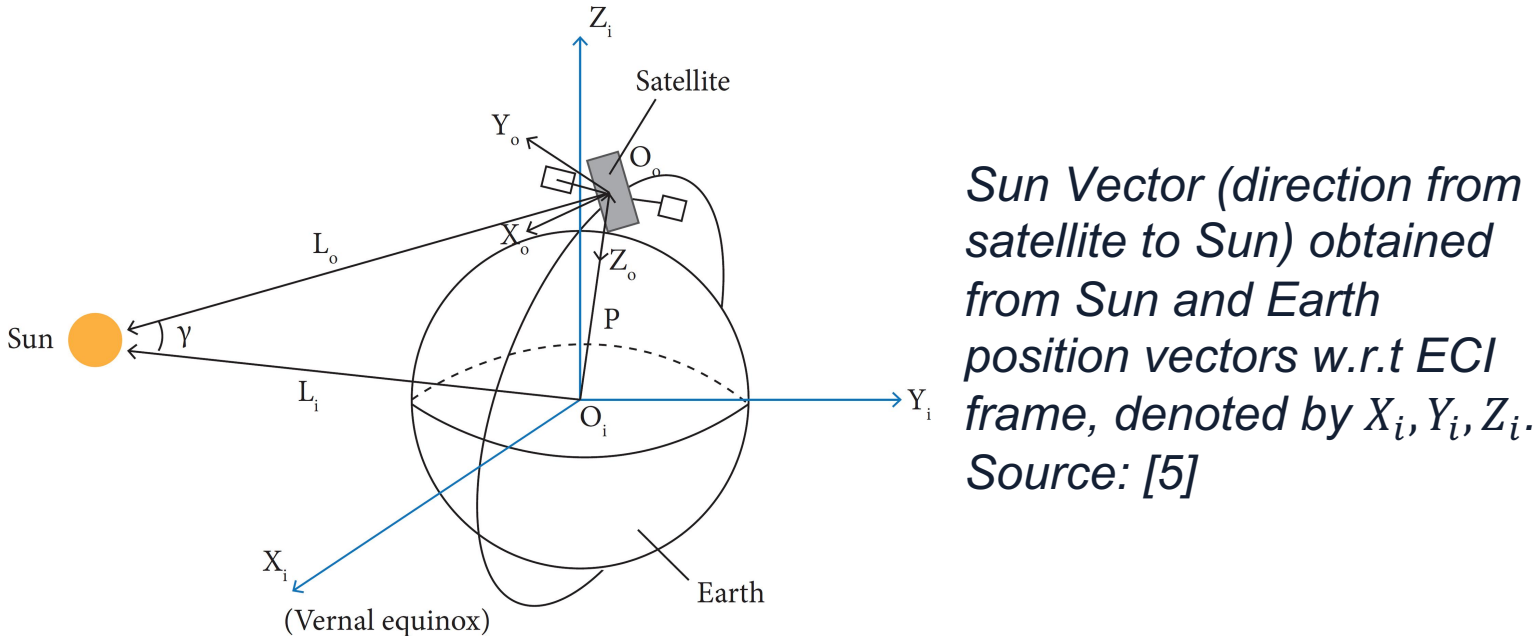 Zᵢ
Satellite
Yₒ
Oₒ
Xₒ
Zₒ
Lₒ
P
Sun
γ
Lᵢ
Oᵢ
Yᵢ
Xᵢ
(Vernal equinox)
Earth
Sun Vector (direction from
satellite to Sun) obtained
from Sun and Earth
position vectors w.r.t ECI
frame, denoted by Xᵢ, Yᵢ, Zᵢ.
Source: [5]